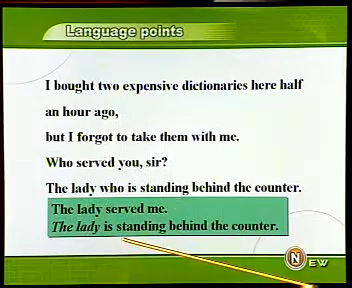 Language points
I bought two expensive dictionaries here half
an hour ago,
but I forgot to take them with me.
Who served you, sir?
The lady who is standing behind the counter.
The lady served me.
The lady is standing behind the counter.
NEW